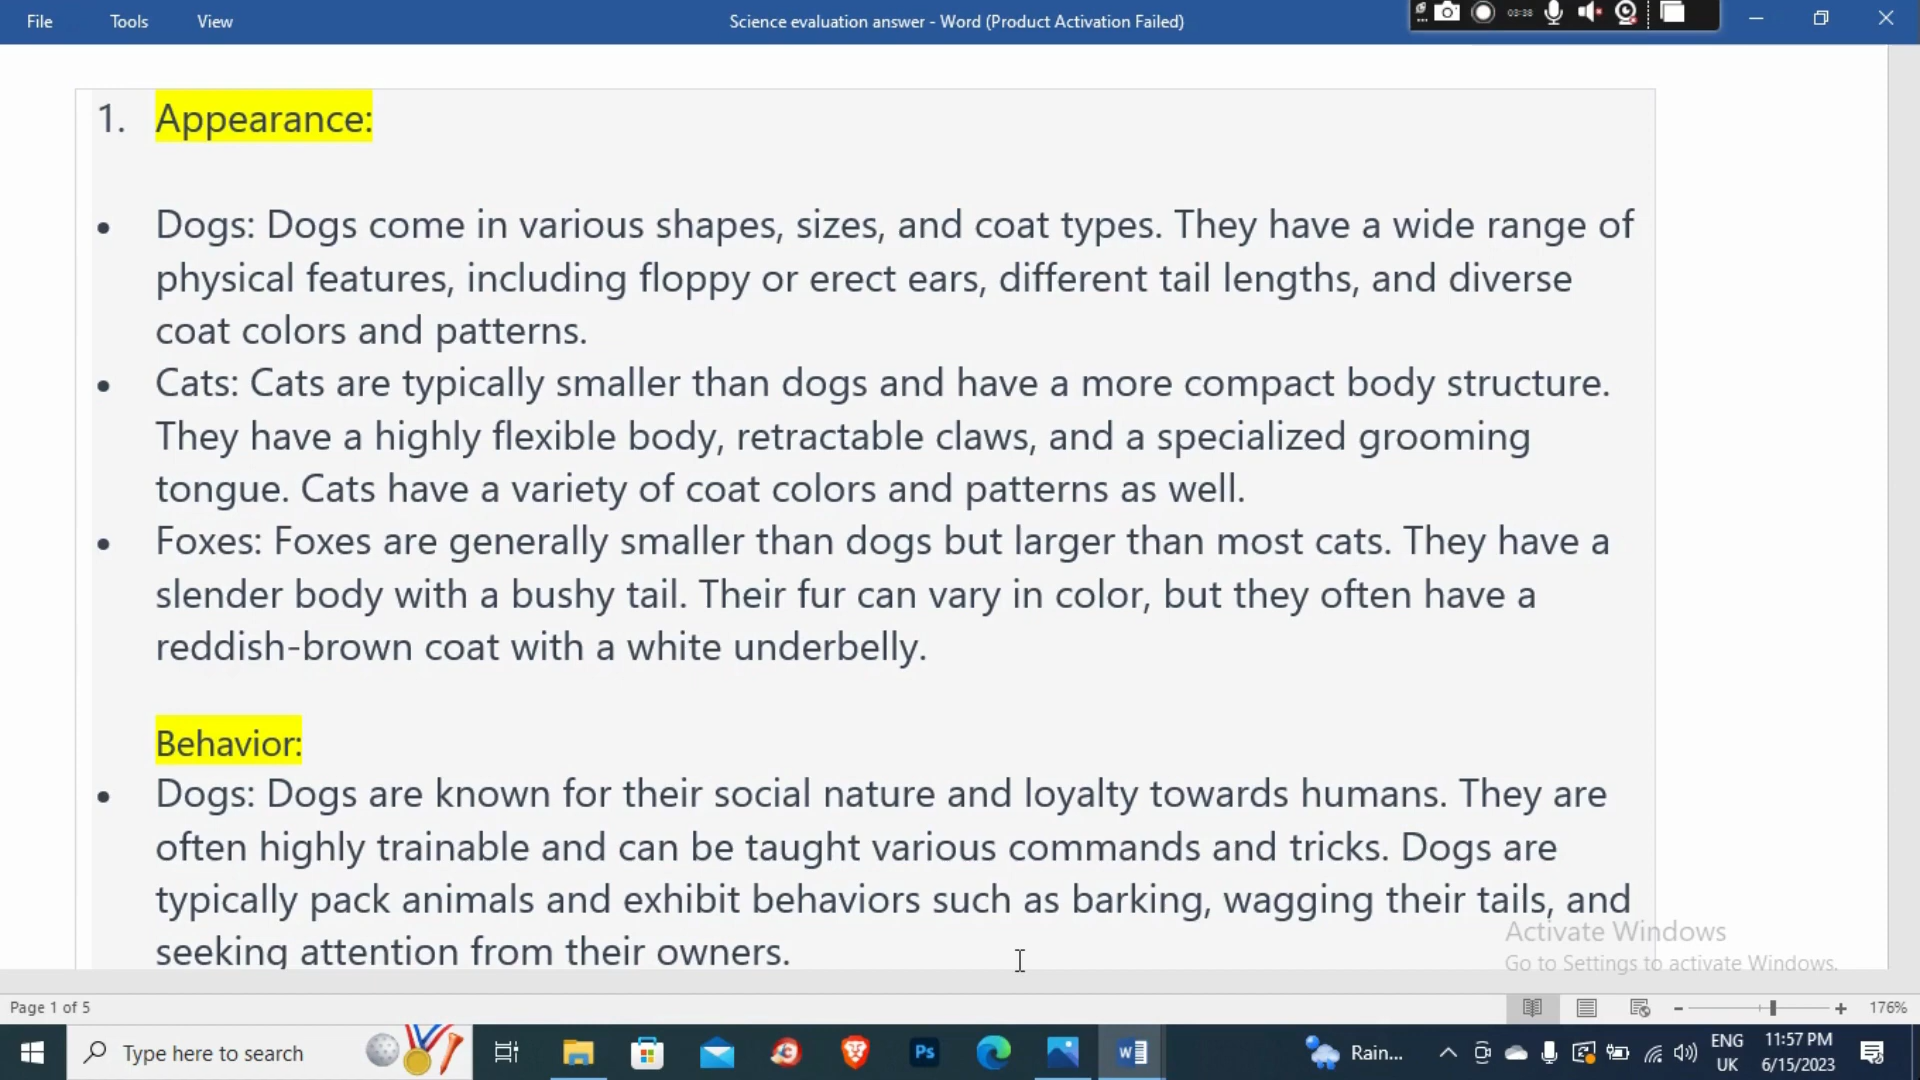 File Tools View Science evaluation answer - Word (Product Activation Failed) 03:38
1. Appearance:
• Dogs: Dogs come in various shapes, sizes, and coat types. They have a wide range of
physical features, including floppy or erect ears, different tail lengths, and diverse
coat colors and patterns.
• Cats: Cats are typically smaller than dogs and have a more compact body structure.
They have a highly flexible body, retractable claws, and a specialized grooming
tongue. Cats have a variety of coat colors and patterns as well.
• Foxes: Foxes are generally smaller than dogs but larger than most cats. They have a
slender body with a bushy tail. Their fur can vary in color, but they often have a
reddish-brown coat with a white underbelly.
Behavior:
• Dogs: Dogs are known for their social nature and loyalty towards humans. They are
often highly trainable and can be taught various commands and tricks. Dogs are
typically pack animals and exhibit behaviors such as barking, wagging their tails, and
seeking attention from their owners.
Activate Windows
Go to Settings to activate Windows.
Page 1 of 5 176%
Type here to search Ps Rain... ENG 11:57 PM
UK 6/15/2023